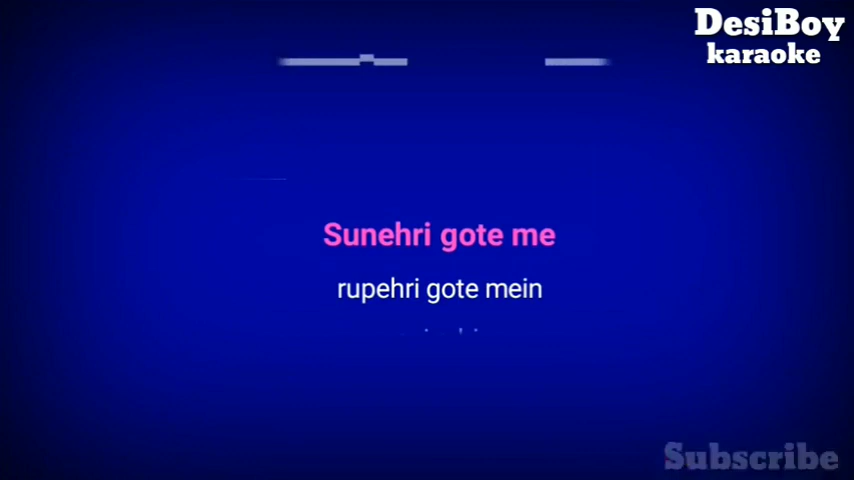 DesiBoy
karaoke
Sunehri gote me
rupehri gote mein
Subscribe